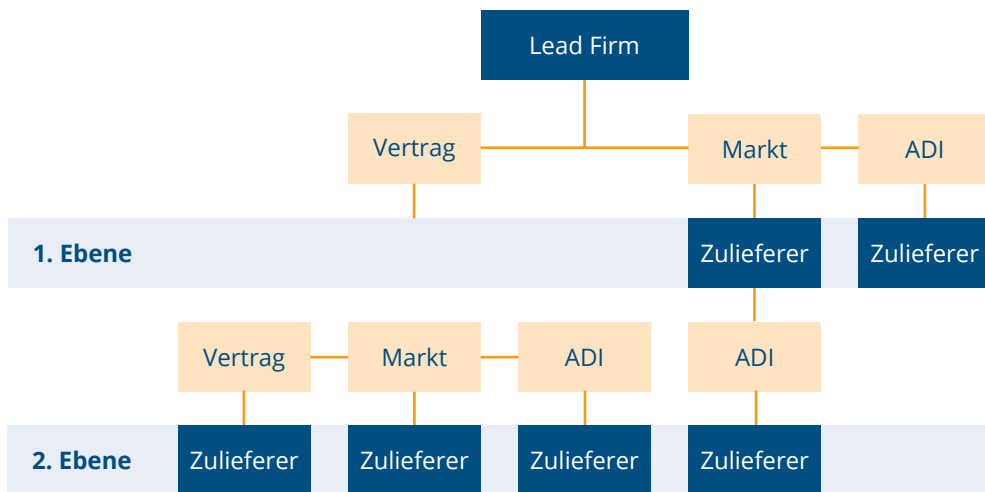 Lead Firm
Vertrag
Markt
ADI
1. Ebene
Zulieferer
Zulieferer
Vertrag
Markt
ADI
ADI
2. Ebene
Zulieferer
Zulieferer
Zulieferer
Zulieferer